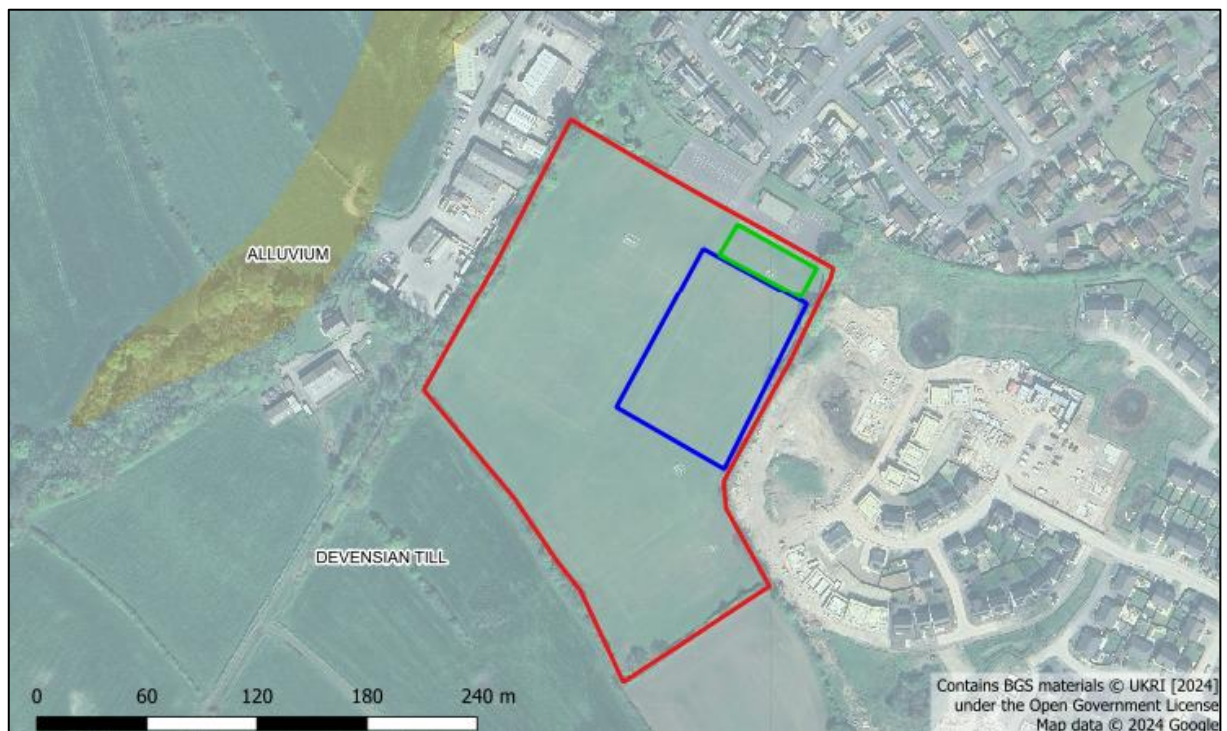 ALLUVIUM
DEVENSIAN TILL
0 60 120 180 240 m
Contains BGS materials © UKRI [2024]
under the Open Government License
Map data © 2024 Google